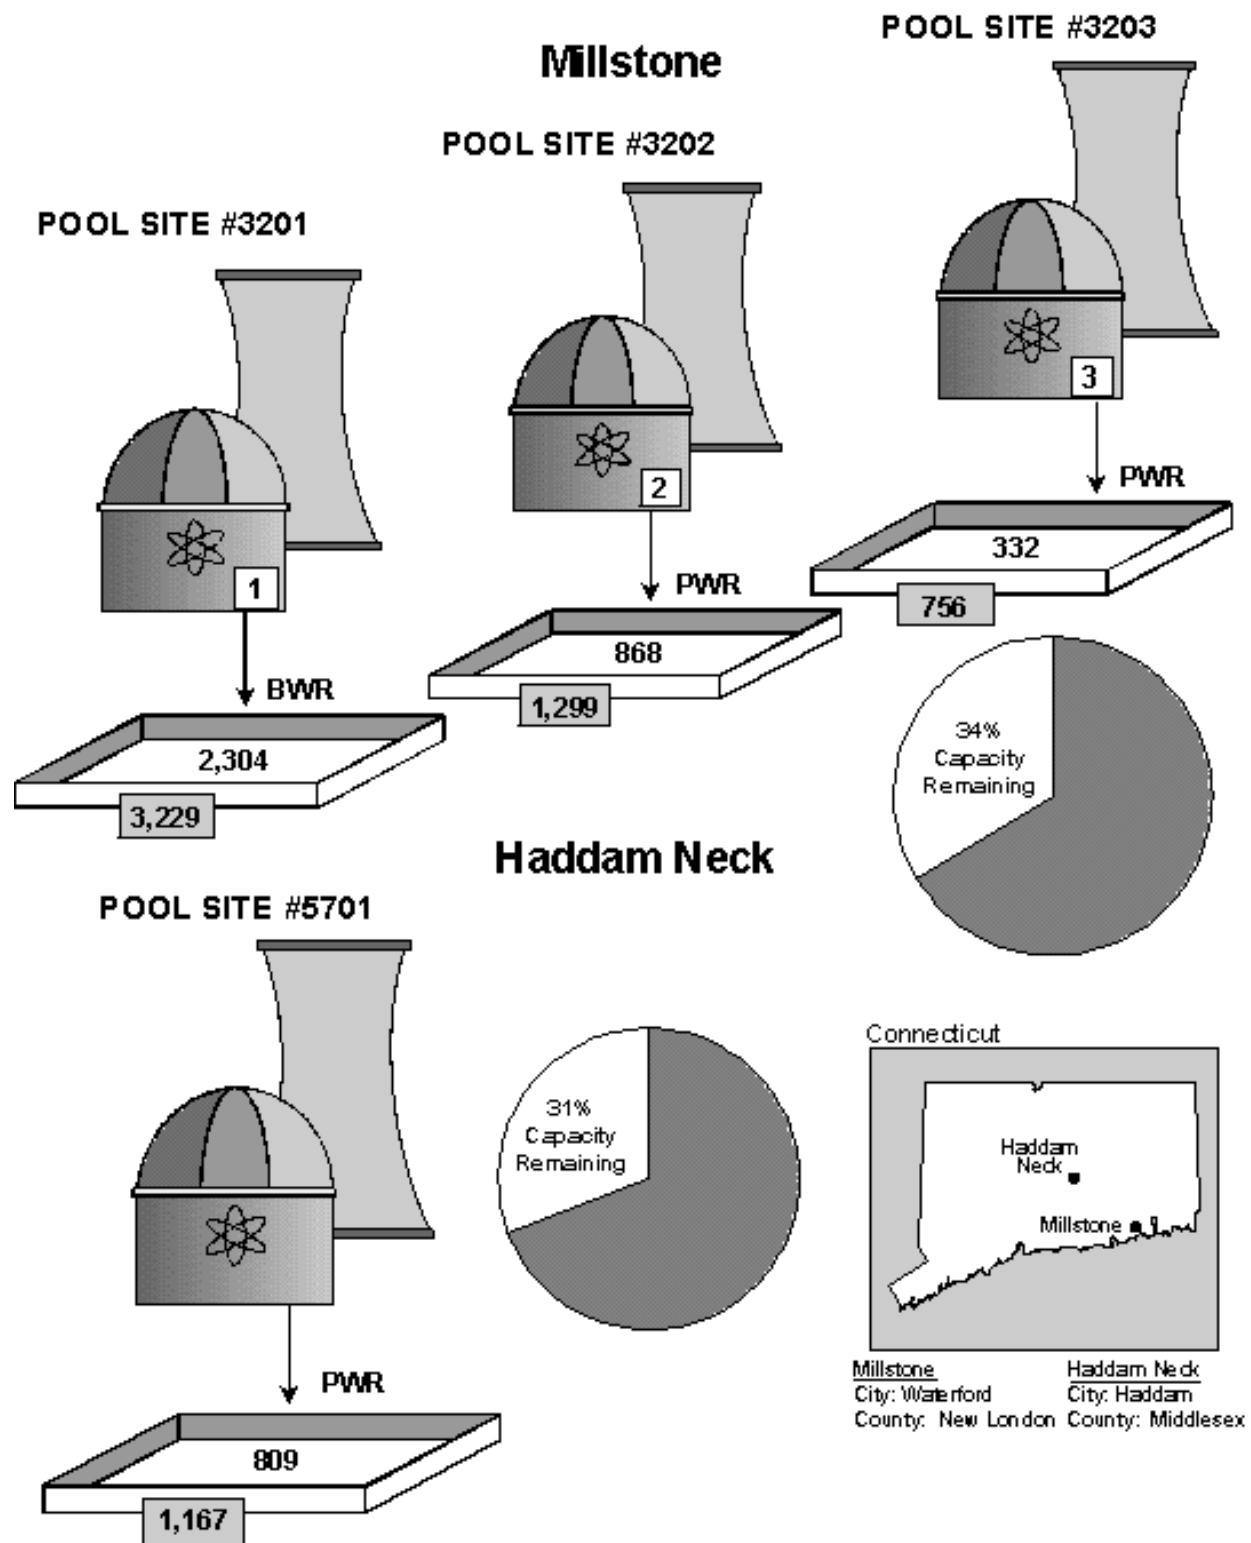 POOL SITE #3203
Millstone
POOL SITE #3202
POOL SITE #3201
3
PWR
332
756
2
PWR
868
1,299
1
BWR
2,304
3,229
34%
Capacity
Remaining
Haddam Neck
POOL SITE #5701
31%
Capacity
Remaining
PWR
809
1,167
Connecticut
Haddam
Neck
Millstone
Millstone
City: Waterford
County: New London
Haddam Neck
City: Haddam
County: Middlesex